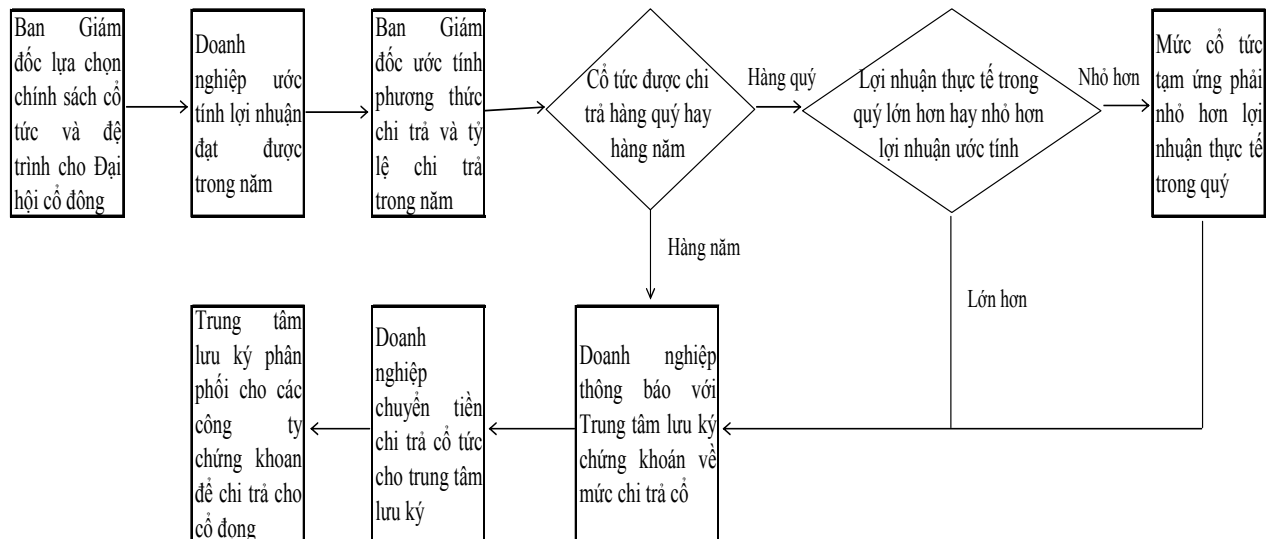 Ban Giám
đốc lựa chọn
chính sách cổ
tức và đệ
trình cho Đại
hội cổ đông
Doanh
nghiệp ước
tính lợi nhuận
đạt được
trong năm
Ban Giám
đốc ước tính
phương thức
chi trả và tỷ
lệ chi trả
trong năm
Cổ tức được chi
trả hàng quý hay
hàng năm
Hàng quý
Lợi nhuận thực tế trong
quý lớn hơn hay nhỏ hơn
lợi nhuận ước tính
Nhỏ hơn
Mức cổ tức
tạm ứng phải
nhỏ hơn lợi
nhuận thực tế
trong quý
Hàng năm
Lớn hơn
Trung tâm
lưu ký phân
phối cho các
công ty
chứng khoan
để chi trả cho
cổ đong
Doanh
nghiệp
chuyển tiền
chi trả cổ tức
cho trung tâm
lưu ký
Doanh nghiệp
thông báo với
Trung tâm lưu ký
chứng khoán về
mức chi trả cổ